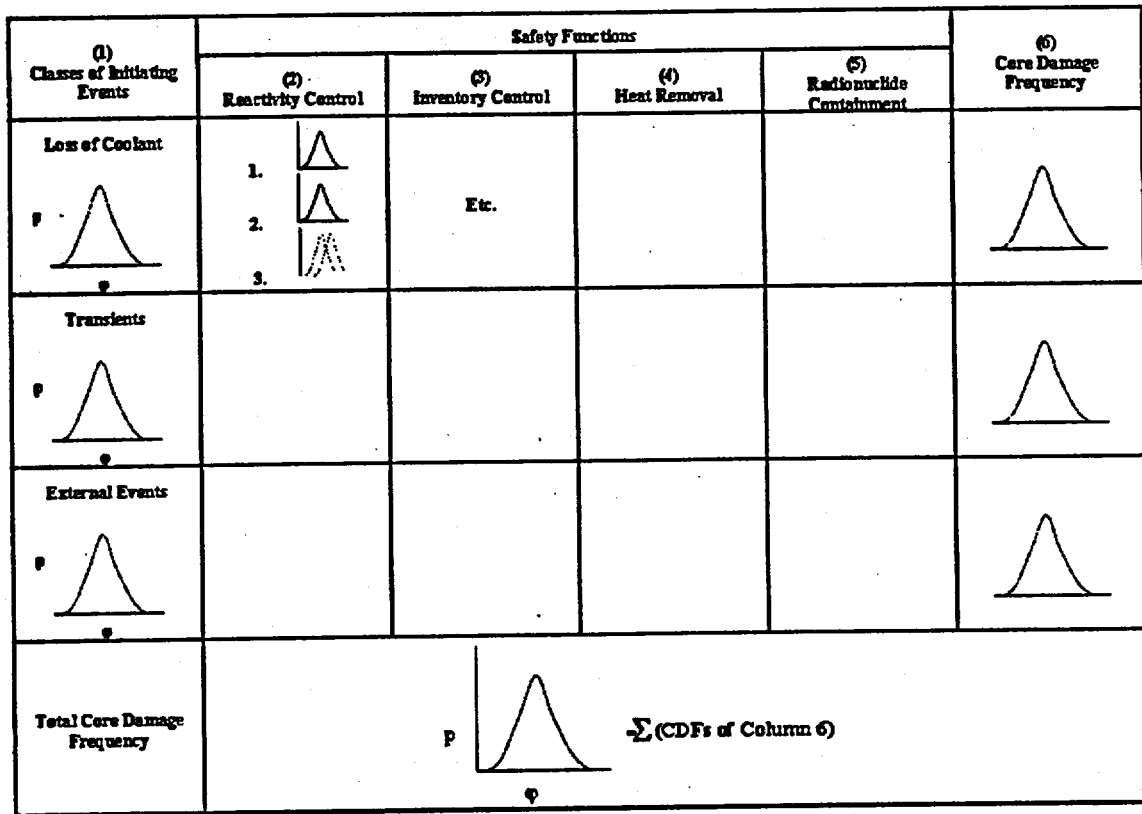 (1)
Classes of Initiating
Events
Safety Functions
(2)
Reactivity Control
(3)
Inventory Control
(4)
Heat Removal
(5)
Radionuclide
Containment
(6)
Core Damage
Frequency
Loss of Coolant
P
φ
1.
2.
3.
Etc.
Transients
P
φ
External Events
P
φ
Total Core Damage
Frequency
P
φ
=∑(CDFs of Column 6)